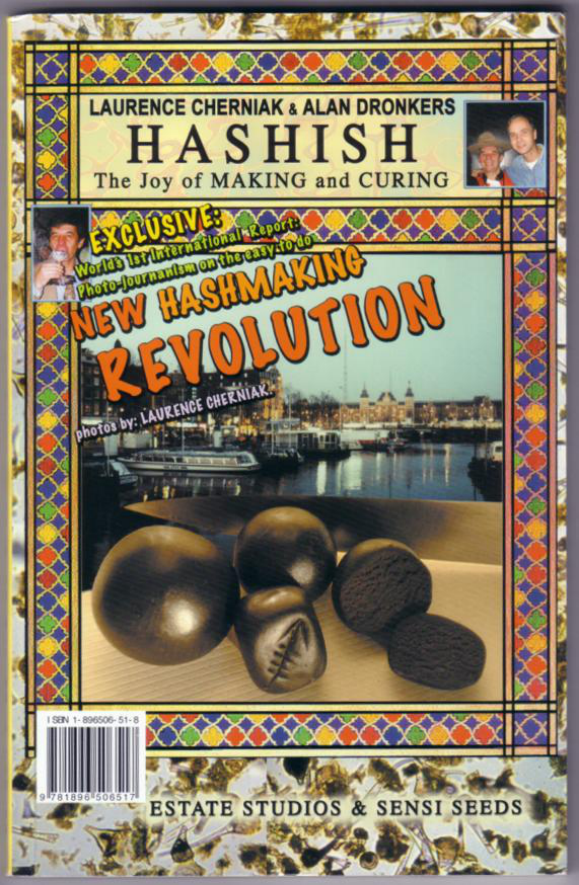 LAURENCE CHERNIAK & ALAN DRONKERS
HASHISH
The Joy of MAKING and CURING
EXCLUSIVE:
World's 1st International Report:
Photo-journanism on the easy-to do
NEW HASHMAKING
REVOLUTION
photos by: LAURENCE CHERNIAK.
ISBN 1-896506-51-8
9 781896 506517
ESTATE STUDIOS & SENSI SEEDS